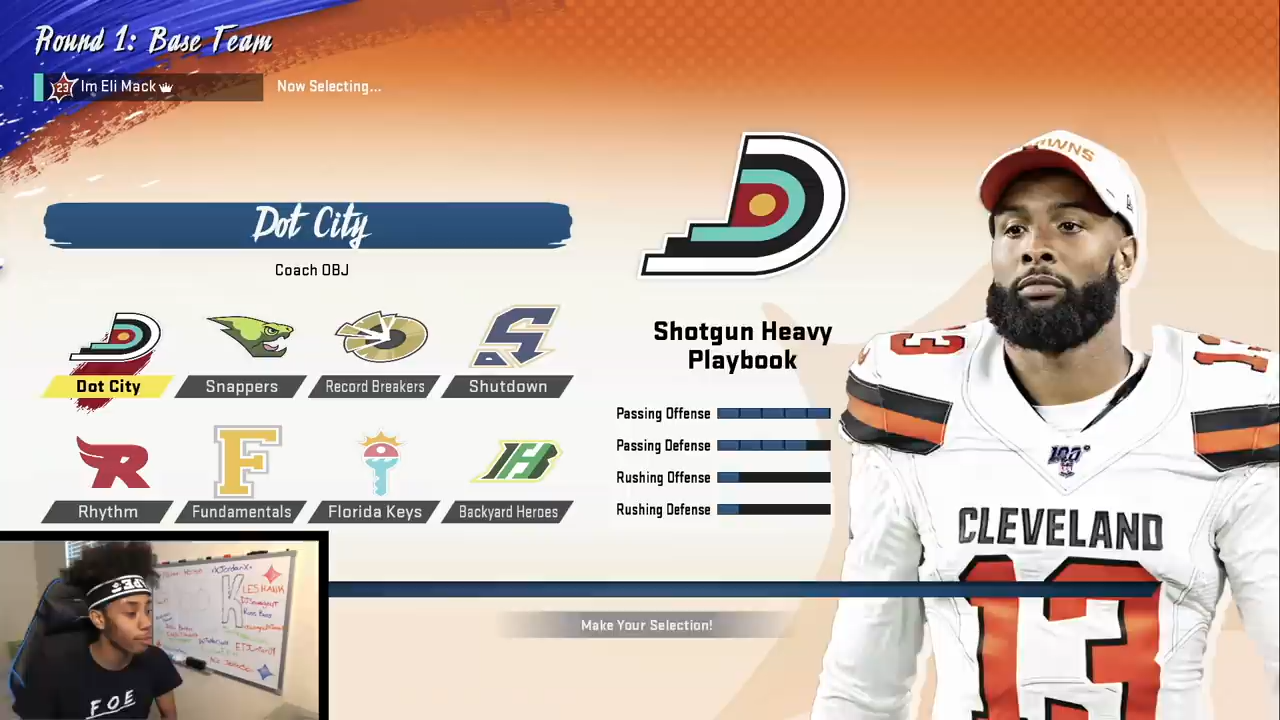 Round 1: Base Team
23 Im Eli Mack
Now Selecting...
Dot City
Coach OBJ
Dot City
Snappers
Record Breakers
Shutdown
Rhythm
Fundamentals
Florida Keys
Backyard Heroes
Shotgun Heavy
Playbook
Passing Offense
Passing Defense
Rushing Offense
Rushing Defense
Make Your Selection!
13
100
CLEVELAND
13
FOE